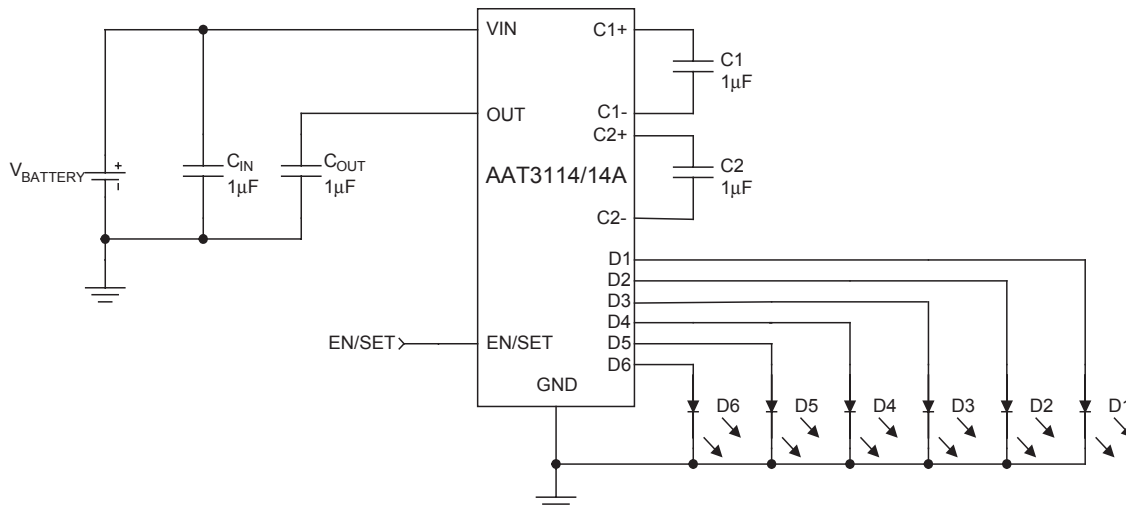 VIN
C1+
C1
1µF
C1-
OUT
C2+
VBATTERY
+
CIN
1µF
COUT
1µF
AAT3114/14A
C2
1µF
C2-
D1
D2
D3
D4
D5
D6
EN/SET
EN/SET
GND
D6
D5
D4
D3
D2
D1